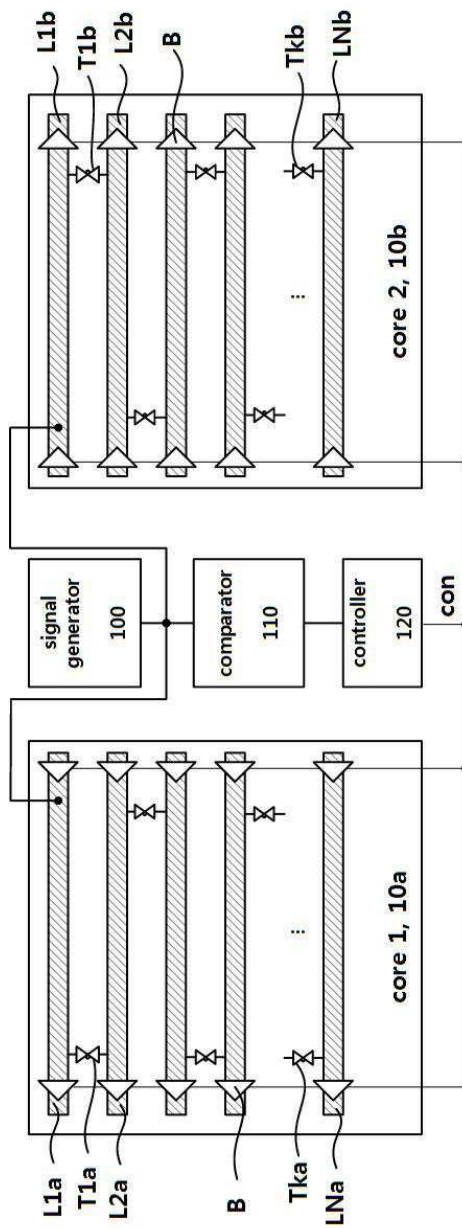 L1b
T1b
L2b
B
Tkb
LNb
...
core 2, 10b
signal
generator
100
comparator
110
controller
120
con
...
core 1, 10a
L1a
T1a
L2a
B
Tka
LNa